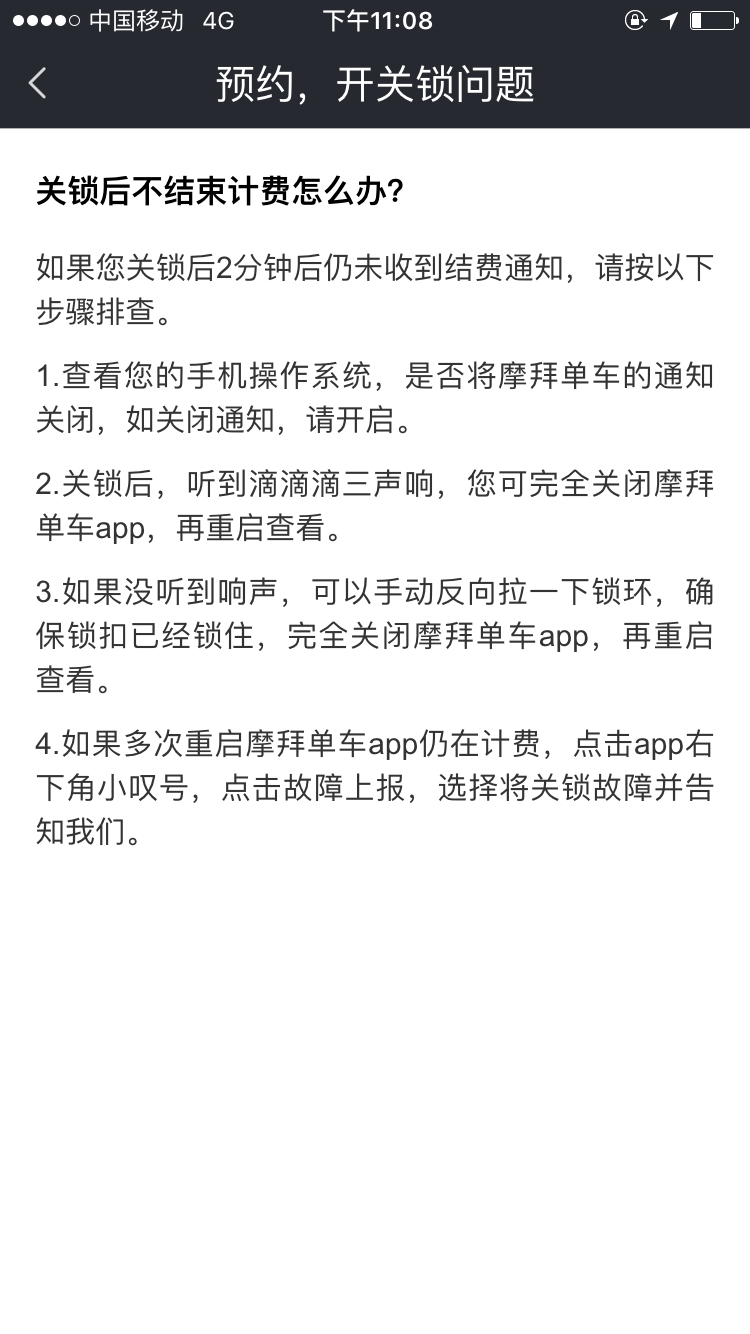 中国移动 4G 下午11:08
预约，开关锁问题
关锁后不结束计费怎么办?
如果您关锁后2分钟后仍未收到结费通知，请按以下
步骤排查。
1.查看您的手机操作系统，是否将摩拜单车的通知
关闭，如关闭通知，请开启。
2.关锁后，听到滴滴滴三声响，您可完全关闭摩拜
单车app，再重启查看。
3.如果没听到响声，可以手动反向拉一下锁环，确
保锁扣已经锁住，完全关闭摩拜单车app，再重启
查看。
4.如果多次重启摩拜单车app仍在计费，点击app右
下角小叹号，点击故障上报，选择将关锁故障并告
知我们。